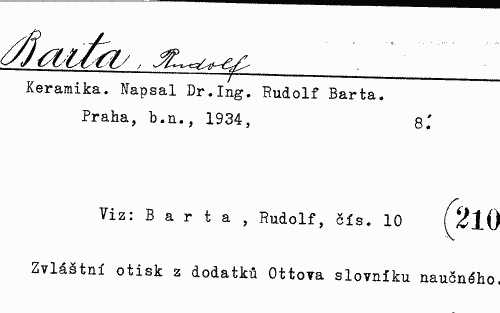 Barta, Rudolf
Keramika. Napsal Dr.Ing. Rudolf Barta.
Praha, b.n., 1934, 8:
Viz: B a r t a , Rudolf, čís. 10 (210
Zvláštní otisk z dodatků Ottova slovníku naučného.